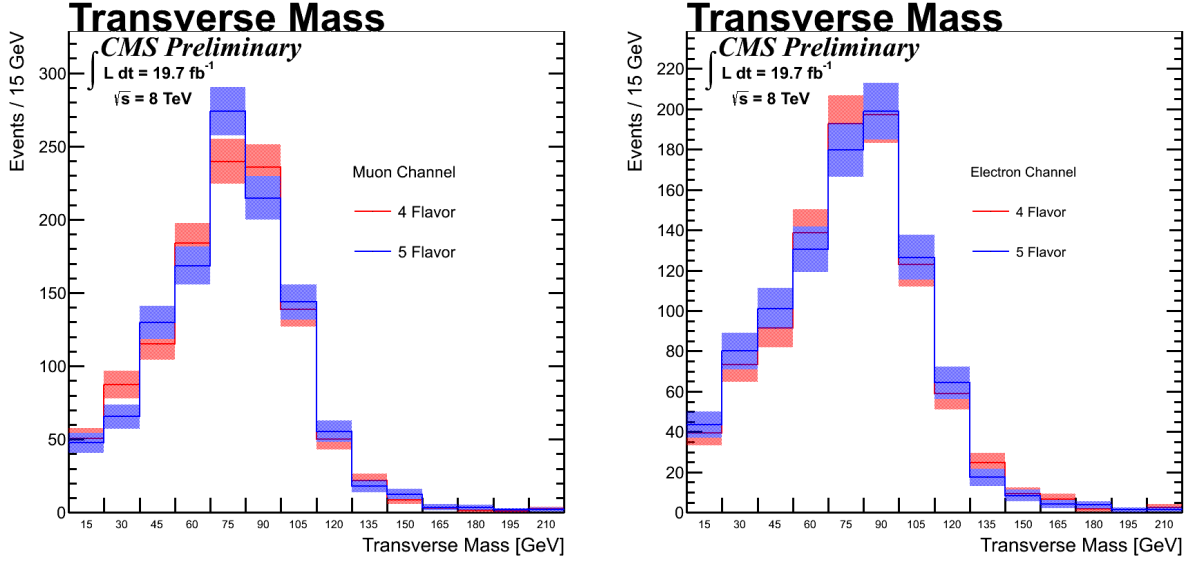 Transverse Mass
CMS Preliminary
∫ L dt = 19.7 fb⁻¹
√s = 8 TeV
Events / 15 GeV
300
250
200
150
100
50
0
Muon Channel
4 Flavor
5 Flavor
15 30 45 60 75 90 105 120 135 150 165 180 195 210
Transverse Mass [GeV]
Transverse Mass
CMS Preliminary
∫ L dt = 19.7 fb⁻¹
√s = 8 TeV
Events / 15 GeV
220
200
180
160
140
120
100
80
60
40
20
0
Electron Channel
4 Flavor
5 Flavor
15 30 45 60 75 90 105 120 135 150 165 180 195 210
Transverse Mass [GeV]